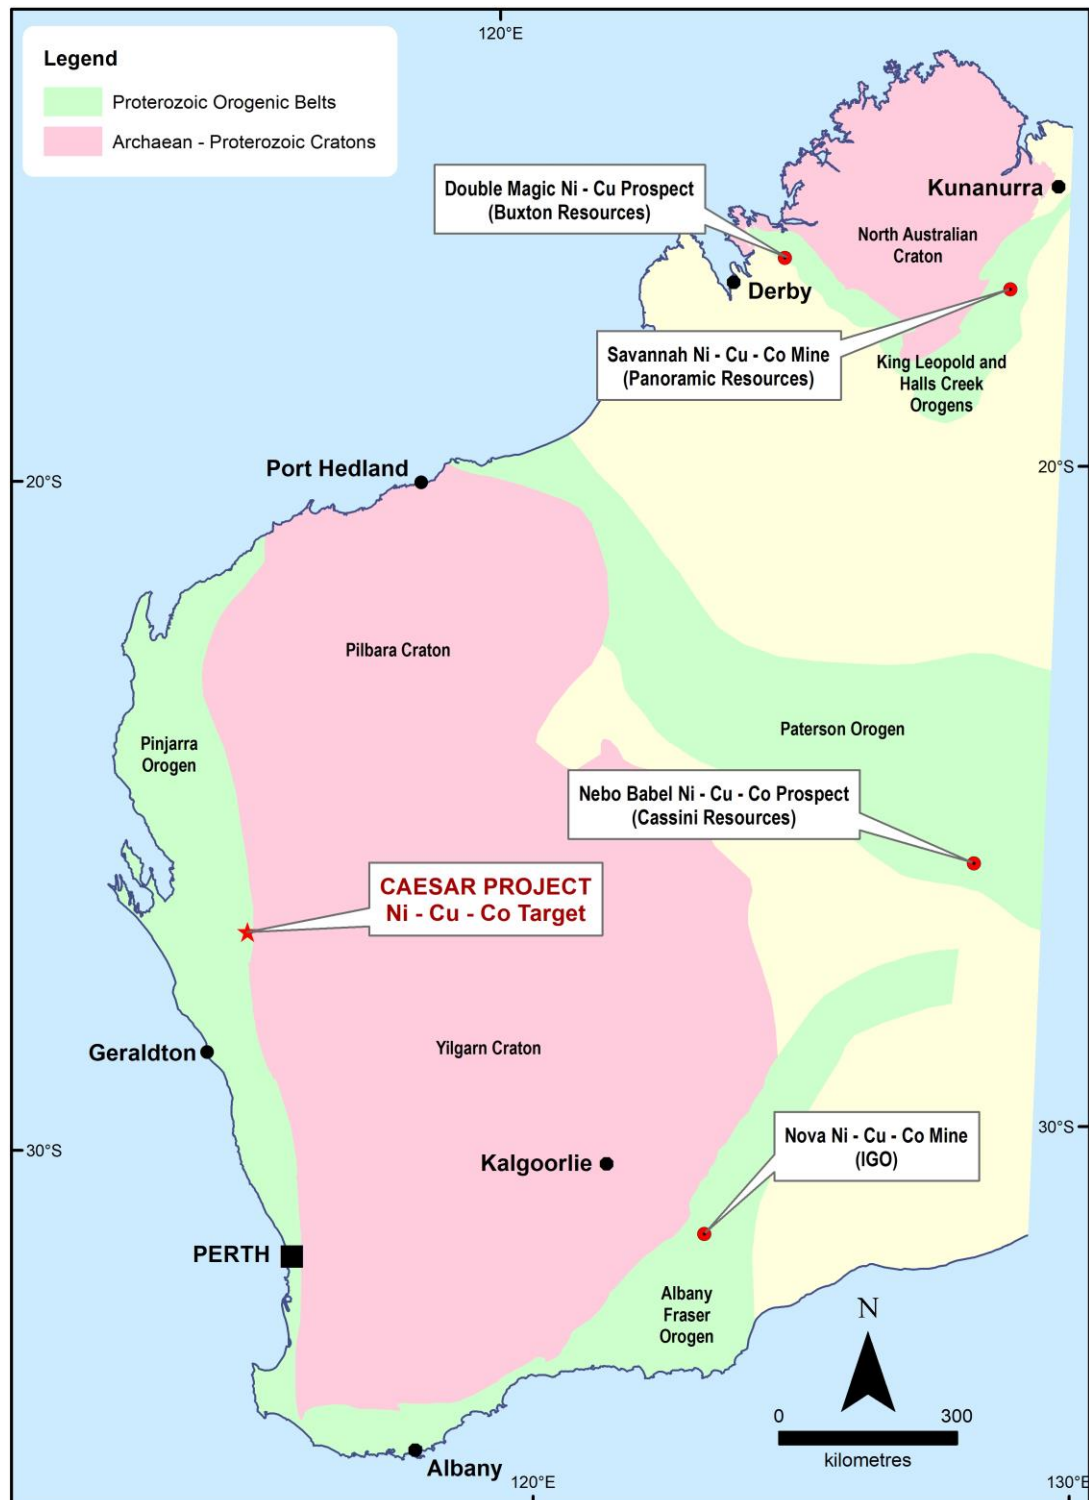 120°E
Legend
Proterozoic Orogenic Belts
Archaean - Proterozoic Cratons
Double Magic Ni - Cu Prospect
(Buxton Resources)
Kununurra
North Australian
Craton
Derby
Savannah Ni - Cu - Co Mine
(Panoramic Resources)
King Leopold and
Halls Creek
Orogens
Port Hedland
20°S
20°S
Pilbara Craton
Pinjarra
Orogen
Paterson Orogen
Nebo Babel Ni - Cu - Co Prospect
(Cassini Resources)
CAESAR PROJECT
Ni - Cu - Co Target
Geraldton
Yilgarn Craton
Nova Ni - Cu - Co Mine
(IGO)
30°S
30°S
Kalgoorlie
PERTH
Albany
Fraser
Orogen
N
0 300
kilometres
Albany
120°E
130°E